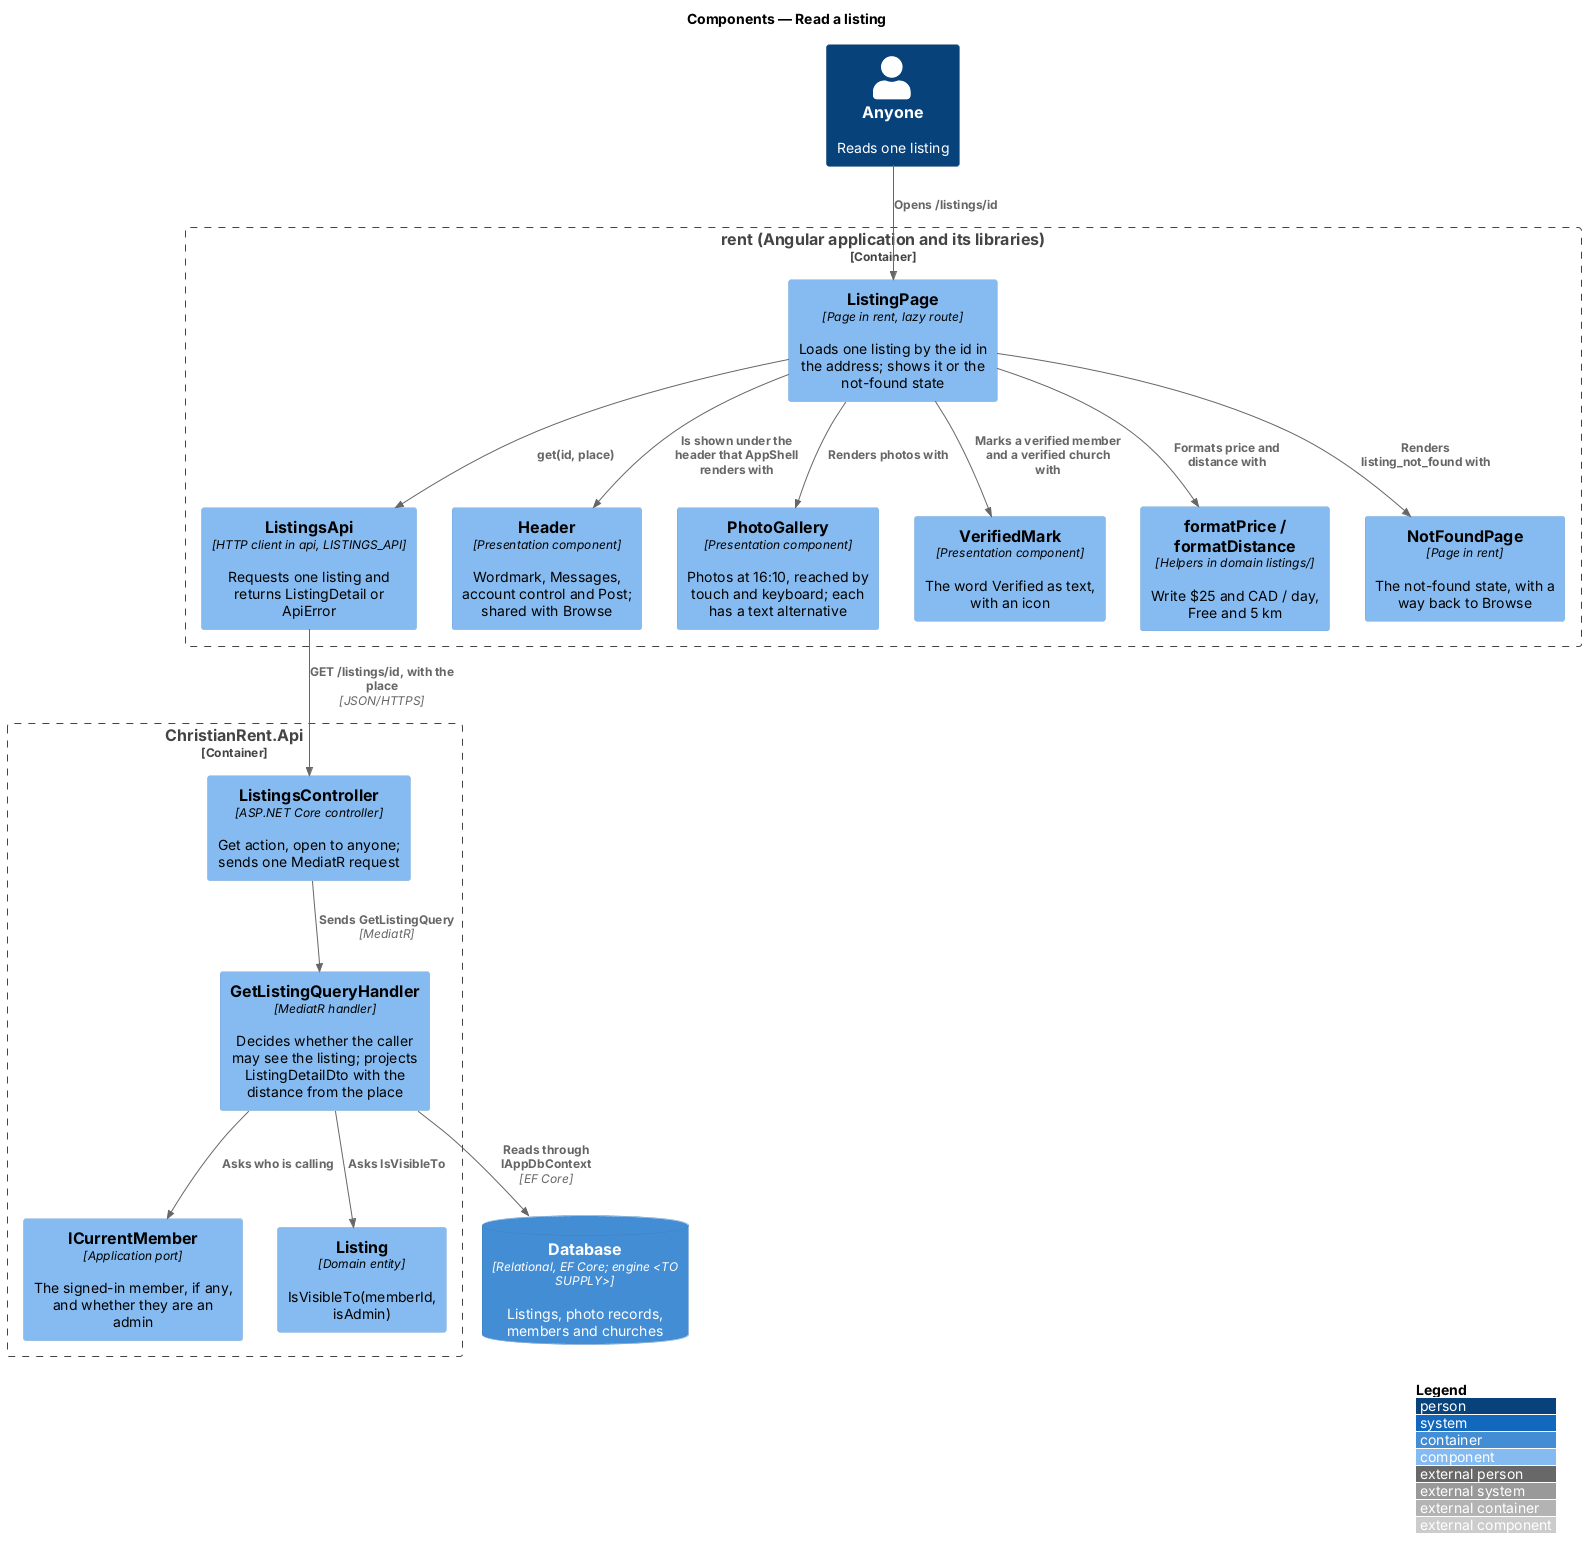 Components — Read a listing
Anyone
Reads one listing
Opens /listings/id
rent (Angular application and its libraries)
[Container]
ListingPage
[Page in rent, lazy route]
Loads one listing by the id in
the address; shows it or the
not-found state
get(id, place)
Is shown under the
header that AppShell
renders with
Renders photos with
Marks a verified member
and a verified church
with
Formats price and
distance with
Renders
listing_not_found with
ListingsApi
[HTTP client in api, LISTINGS_API]
Requests one listing and
returns ListingDetail or
ApiError
Header
[Presentation component]
Wordmark, Messages,
account control and Post;
shared with Browse
PhotoGallery
[Presentation component]
Photos at 16:10, reached by
touch and keyboard; each
has a text alternative
VerifiedMark
[Presentation component]
The word Verified as text,
with an icon
formatPrice /
formatDistance
[Helpers in domain listings/]
Write $25 and CAD / day,
Free and 5 km
NotFoundPage
[Page in rent]
The not-found state, with a
way back to Browse
GET /listings/id, with the
place
[JSON/HTTPS]
ChristianRent.Api
[Container]
ListingsController
[ASP.NET Core controller]
Get action, open to anyone;
sends one MediatR request
Sends GetListingQuery
[MediatR]
GetListingQueryHandler
[MediatR handler]
Decides whether the caller
may see the listing; projects
ListingDetailDto with the
distance from the place
Asks who is calling
Asks IsVisibleTo
Reads through
IAppDbContext
[EF Core]
ICurrentMember
[Application port]
The signed-in member, if any,
and whether they are an
admin
Listing
[Domain entity]
IsVisibleTo(memberId,
isAdmin)
Database
[Relational, EF Core; engine <TO
SUPPLY>]
Listings, photo records,
members and churches
Legend
person
system
container
component
external person
external system
external container
external component